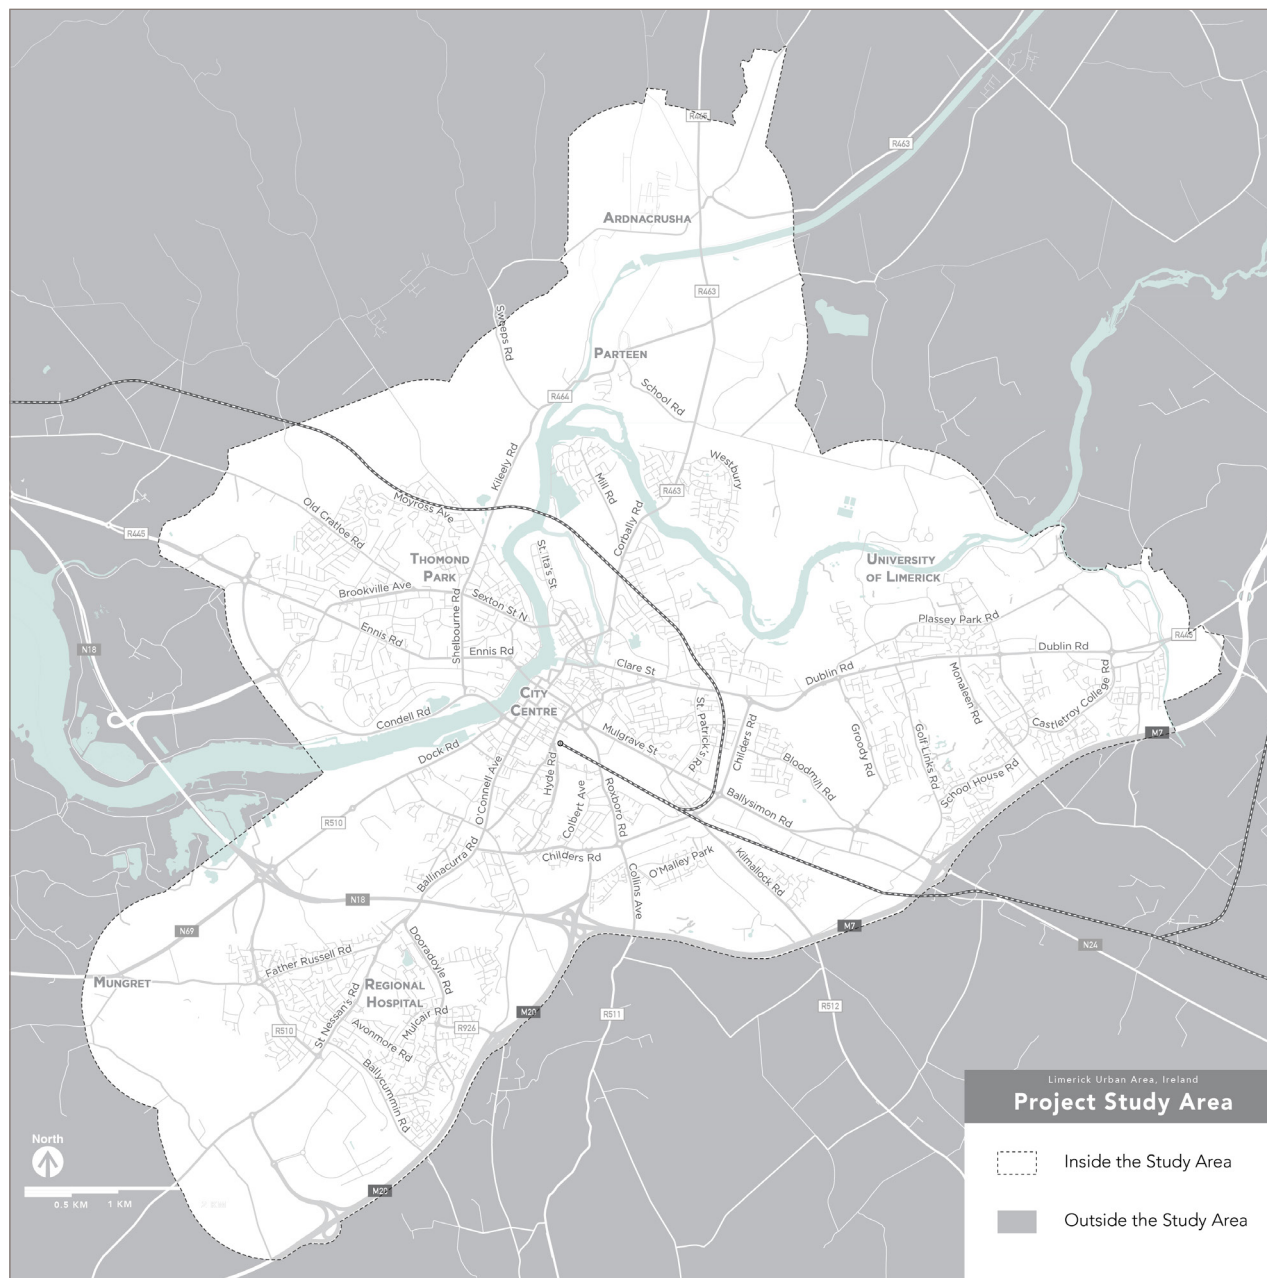 R465
R463
ARDNACRUSHA
R463
Sweeps Rd
PARTEEN
School Rd
R464
Kileely Rd
Westbury
Mill Rd
R463
Corbally Rd
Moyross Ave
Old Cratloe Rd
R445
THOMOND
PARK
St. Ita's St
UNIVERSITY
OF LIMERICK
Brookville Ave
Sexton St N
Shelbourne Rd
Ennis Rd
Ennis Rd
Plassey Park Rd
R445
Dublin Rd
Dublin Rd
N18
Clare St
Monaleen Rd
Castletroy College Rd
CITY
CENTRE
Condell Rd
St. Patrick's Rd
Childers Rd
Mulgrave St
Dock Rd
Groody Rd
Golf Links Rd
M7
Bloodmill Rd
Hyde Rd
O'Connell Ave
School House Rd
Colbert Ave
Roxboro Rd
Ballysimon Rd
R510
Childers Rd
Ballinacurra Rd
O'Malley Park
Kilmallock Rd
Collins Ave
N18
M7
N69
N24
Father Russell Rd
Dooradoyle Rd
MUNGRET
REGIONAL
HOSPITAL
St Nessan's Rd
R512
M20
R511
Mulcair Rd
R926
R510
Avonmore Rd
Ballycummin Rd
M20
North
0.5 KM
1 KM
Limerick Urban Area, Ireland
Project Study Area
Inside the Study Area
Outside the Study Area